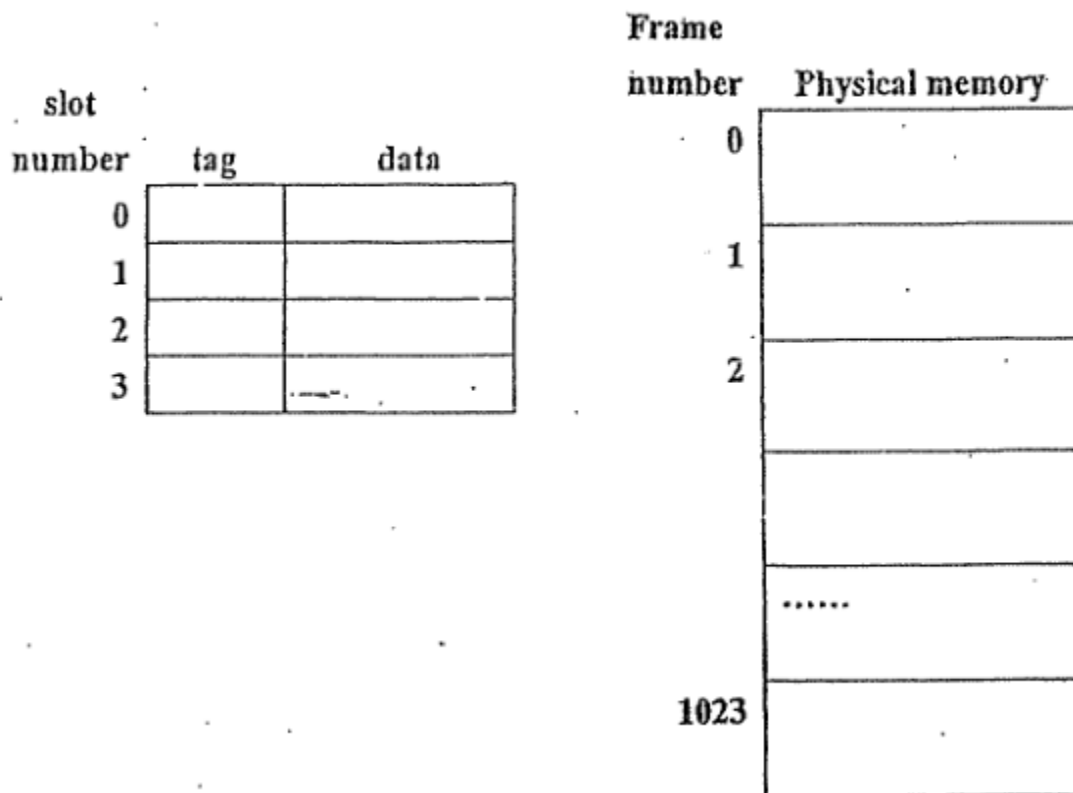 slot
number tag data
0
1
2
3
Frame
number Physical memory
0
1
2
......
1023